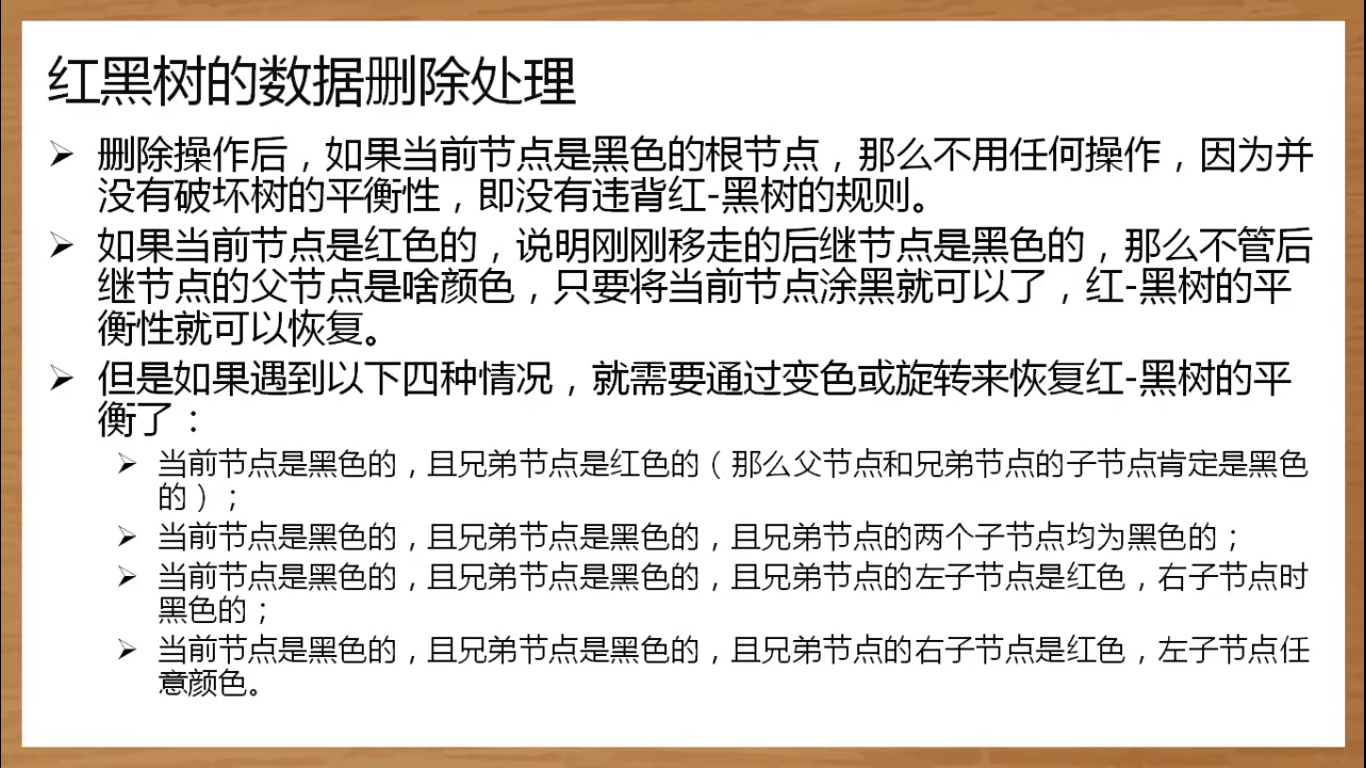 红黑树的数据删除处理
➢ 删除操作后，如果当前节点是黑色的根节点，那么不用任何操作，因为并
没有破坏树的平衡性，即没有违背红-黑树的规则。
➢ 如果当前节点是红色的，说明刚刚移走的后继节点是黑色的，那么不管后
继节点的父节点是啥颜色，只要将当前节点涂黑就可以了，红-黑树的平
衡性就可以恢复。
➢ 但是如果遇到以下四种情况，就需要通过变色或旋转来恢复红-黑树的平
衡了：
➢ 当前节点是黑色的，且兄弟节点是红色的（那么父节点和兄弟节点的子节点肯定是黑色
的）；
➢ 当前节点是黑色的，且兄弟节点是黑色的，且兄弟节点的两个子节点均为黑色的；
➢ 当前节点是黑色的，且兄弟节点是黑色的，且兄弟节点的左子节点是红色，右子节点时
黑色的；
➢ 当前节点是黑色的，且兄弟节点是黑色的，且兄弟节点的右子节点是红色，左子节点任
意颜色。